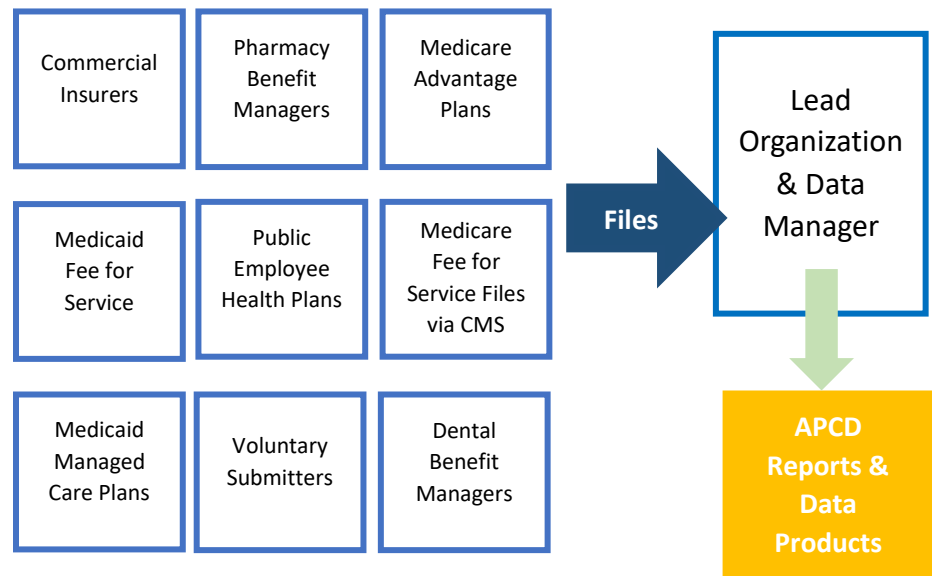 Commercial
Insurers
Pharmacy
Benefit
Managers
Medicare
Advantage
Plans
Medicaid
Fee for
Service
Public
Employee
Health Plans
Medicare
Fee for
Service Files
via CMS
Medicaid
Managed
Care Plans
Voluntary
Submitters
Dental
Benefit
Managers
Files
Lead
Organization
& Data
Manager
APCD
Reports &
Data
Products